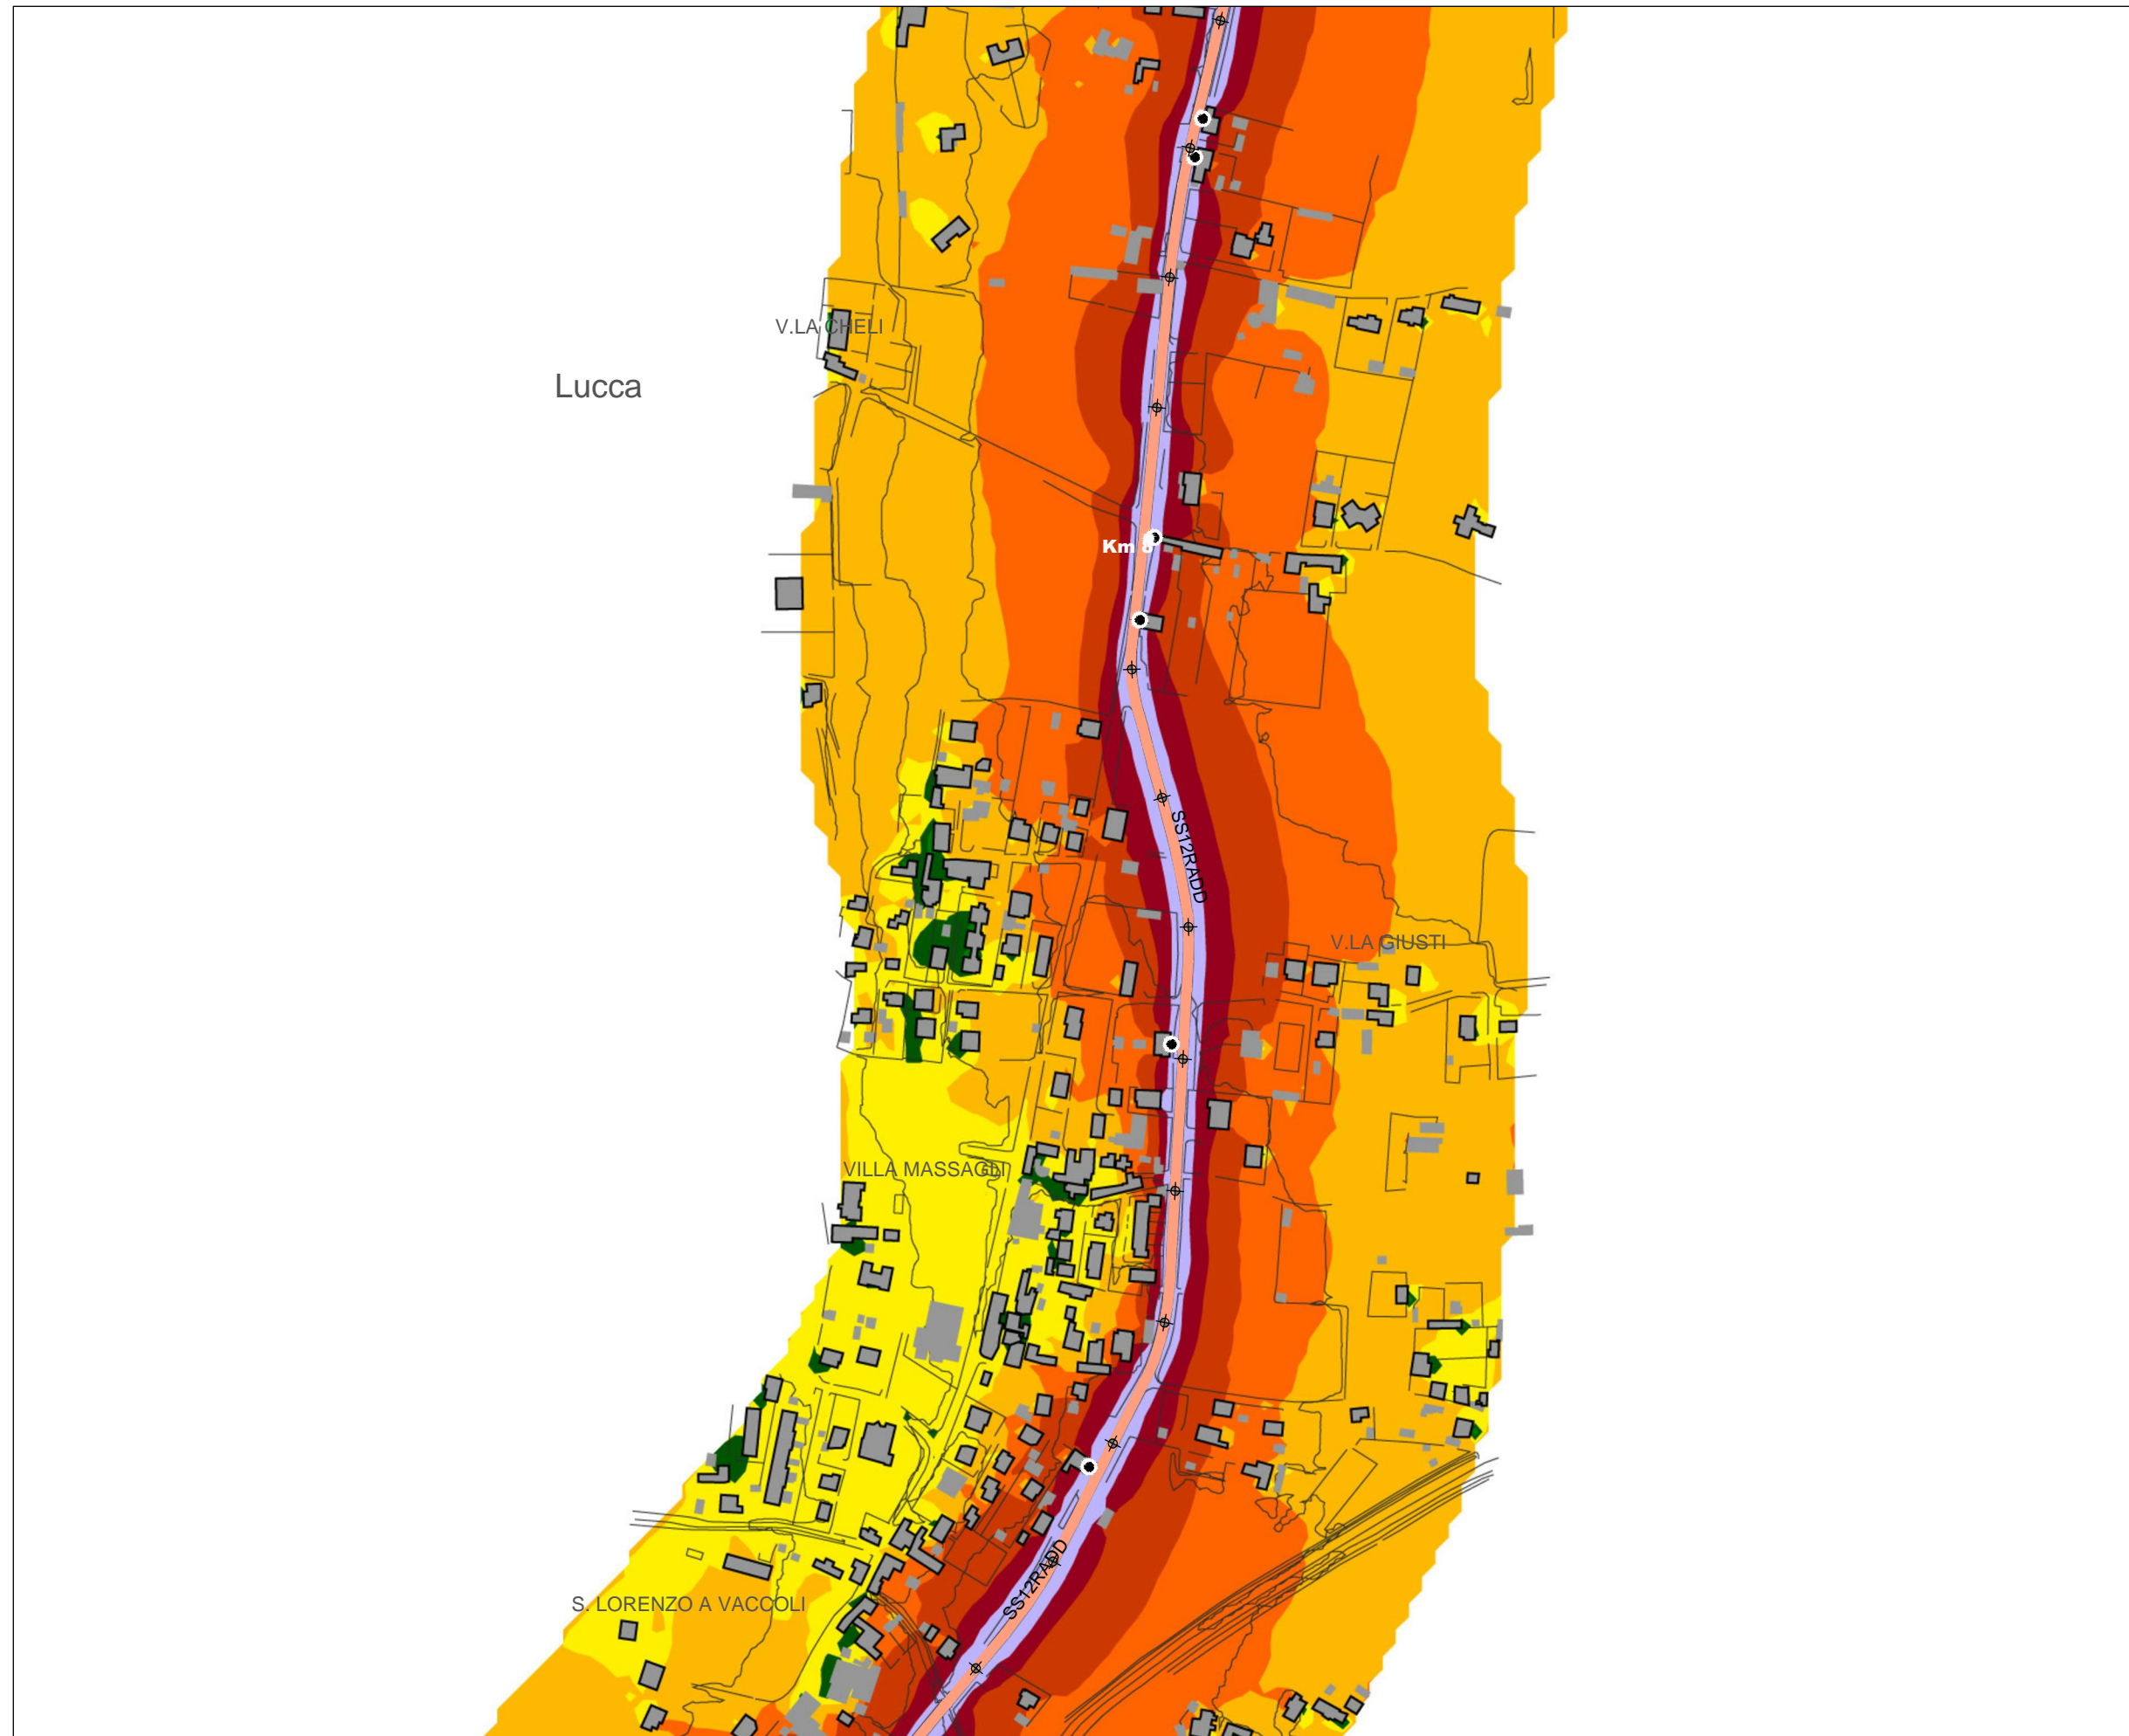 V.LA CHELI
Lucca
Km 8
SS12RADD
V.LA GIUSTI
VILLA MASSAGLI
SS12RADD
S. LORENZO A VACCOLI